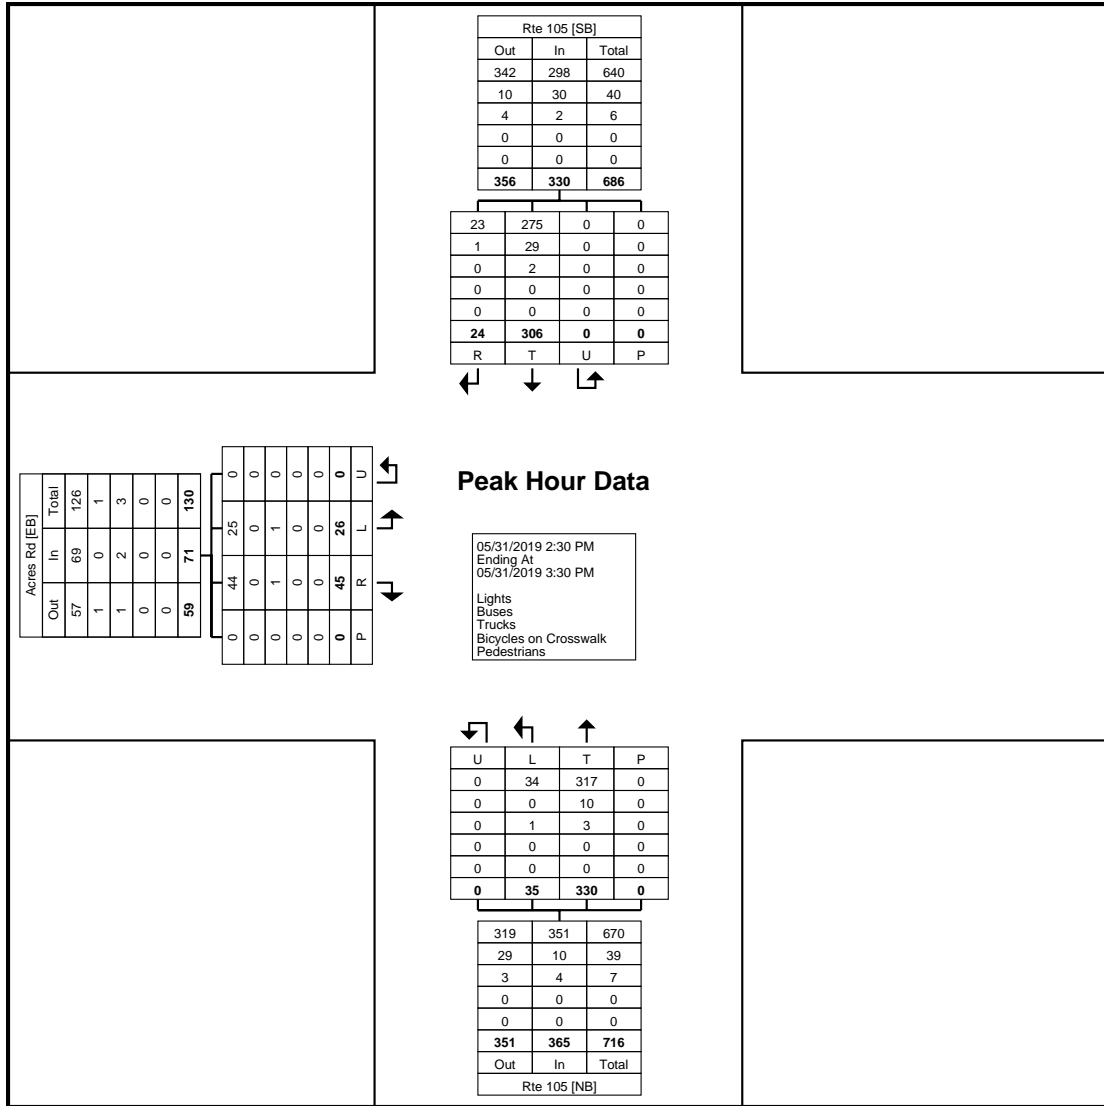 Rte 105 [SB]
Out In Total
342 298 640
10 30 40
4 2 6
0 0 0
0 0 0
356 330 686
23 275 0 0
1 29 0 0
0 2 0 0
0 0 0 0
0 0 0 0
24 306 0 0
R T U P
Acres Rd [EB]
Out In Total
57 69 126
1 0 1
1 2 3
0 0 0
0 0 0
59 71 130
0 44 25 0
0 0 0 0
0 1 1 0
0 0 0 0
0 0 0 0
0 45 26 0
P R L U
Peak Hour Data
05/31/2019 2:30 PM
Ending At
05/31/2019 3:30 PM
Lights
Buses
Trucks
Bicycles on Crosswalk
Pedestrians
U L T P
0 34 317 0
0 0 10 0
0 1 3 0
0 0 0 0
0 0 0 0
0 35 330 0
319 351 670
29 10 39
3 4 7
0 0 0
0 0 0
351 365 716
Out In Total
Rte 105 [NB]